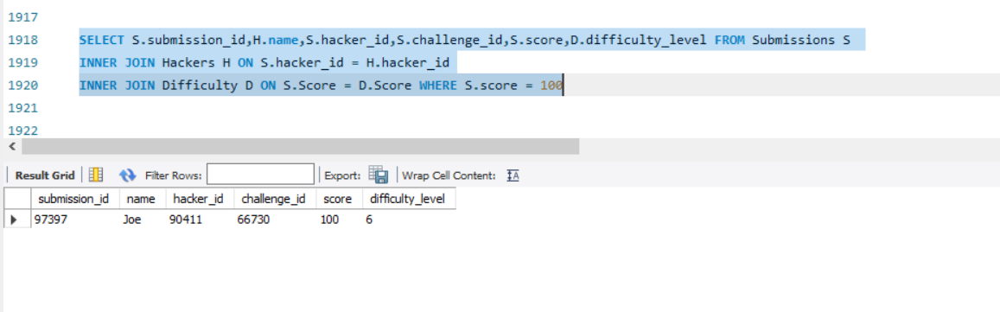 1917
1918 SELECT S.submission_id,H.name,S.hacker_id,S.challenge_id,S.score,D.difficulty_level FROM Submissions S
1919 INNER JOIN Hackers H ON S.hacker_id = H.hacker_id
1920 INNER JOIN Difficulty D ON S.Score = D.Score WHERE S.score = 100
1921
1922
Result Grid Filter Rows: Export: Wrap Cell Content:
submission_id name hacker_id challenge_id score difficulty_level
97397 Joe 90411 66730 100 6